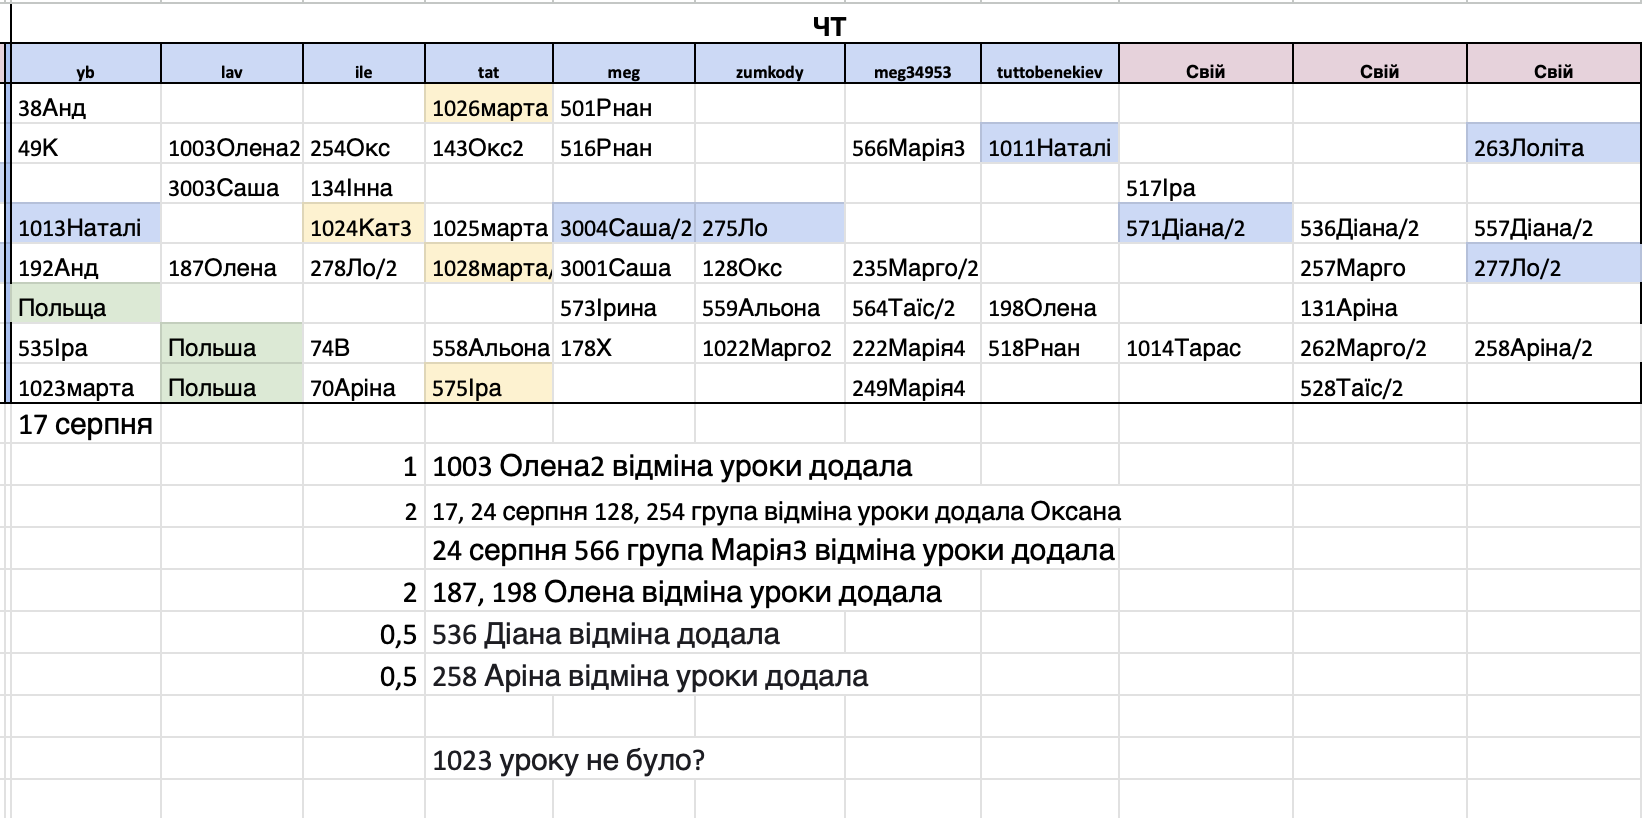 ЧТ
yb lav ile tat meg zumkody meg34953 tuttobenekiev Свій Свій Свій
38Анд 1026марта 501Рнан
49К 1003Олена2 254Окс 143Окс2 516Рнан 566Марія3 1011Наталі 263Лоліта
3003Саша 134Інна 517Іра
1013Наталі 1024Кат3 1025марта 3004Саша/2 275Ло 571Діана/2 536Діана/2 557Діана/2
192Анд 187Олена 278Ло/2 1028марта/ 3001Саша 128Окс 235Марго/2 257Марго 277Ло/2
Польща 573Ірина 559Альона 564Таїс/2 198Олена 131Аріна
535Іра Польша 74В 558Альона 178Х 1022Марго2 222Марія4 518Рнан 1014Тарас 262Марго/2 258Аріна/2
1023марта Польша 70Аріна 575Іра 249Марія4 528Таїс/2
17 серпня
1 1003 Олена2 відміна уроки додала
2 17, 24 серпня 128, 254 група відміна уроки додала Оксана
24 серпня 566 група Марія3 відміна уроки додала
2 187, 198 Олена відміна уроки додала
0,5 536 Діана відміна додала
0,5 258 Аріна відміна уроки додала
1023 уроку не було?